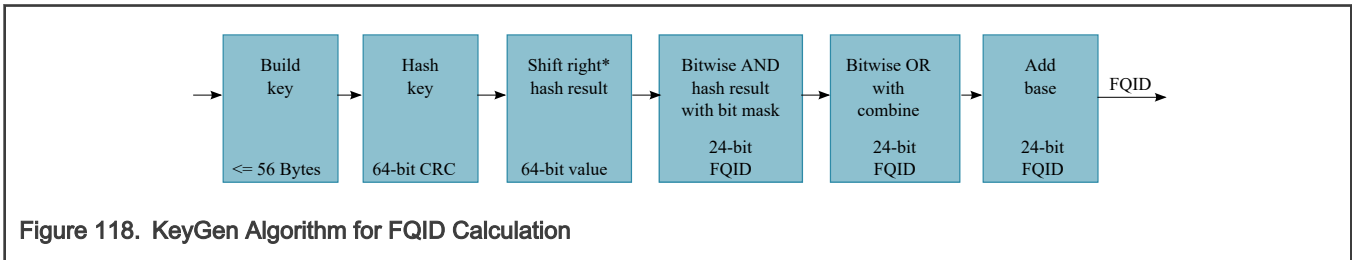 Build
key
<= 56 Bytes
Hash
key
64-bit CRC
Shift right*
hash result
64-bit value
Bitwise AND
hash result
with bit mask
24-bit
FQID
Bitwise OR
with
combine
24-bit
FQID
Add
base
24-bit
FQID
FQID
Figure 118. KeyGen Algorithm for FQID Calculation